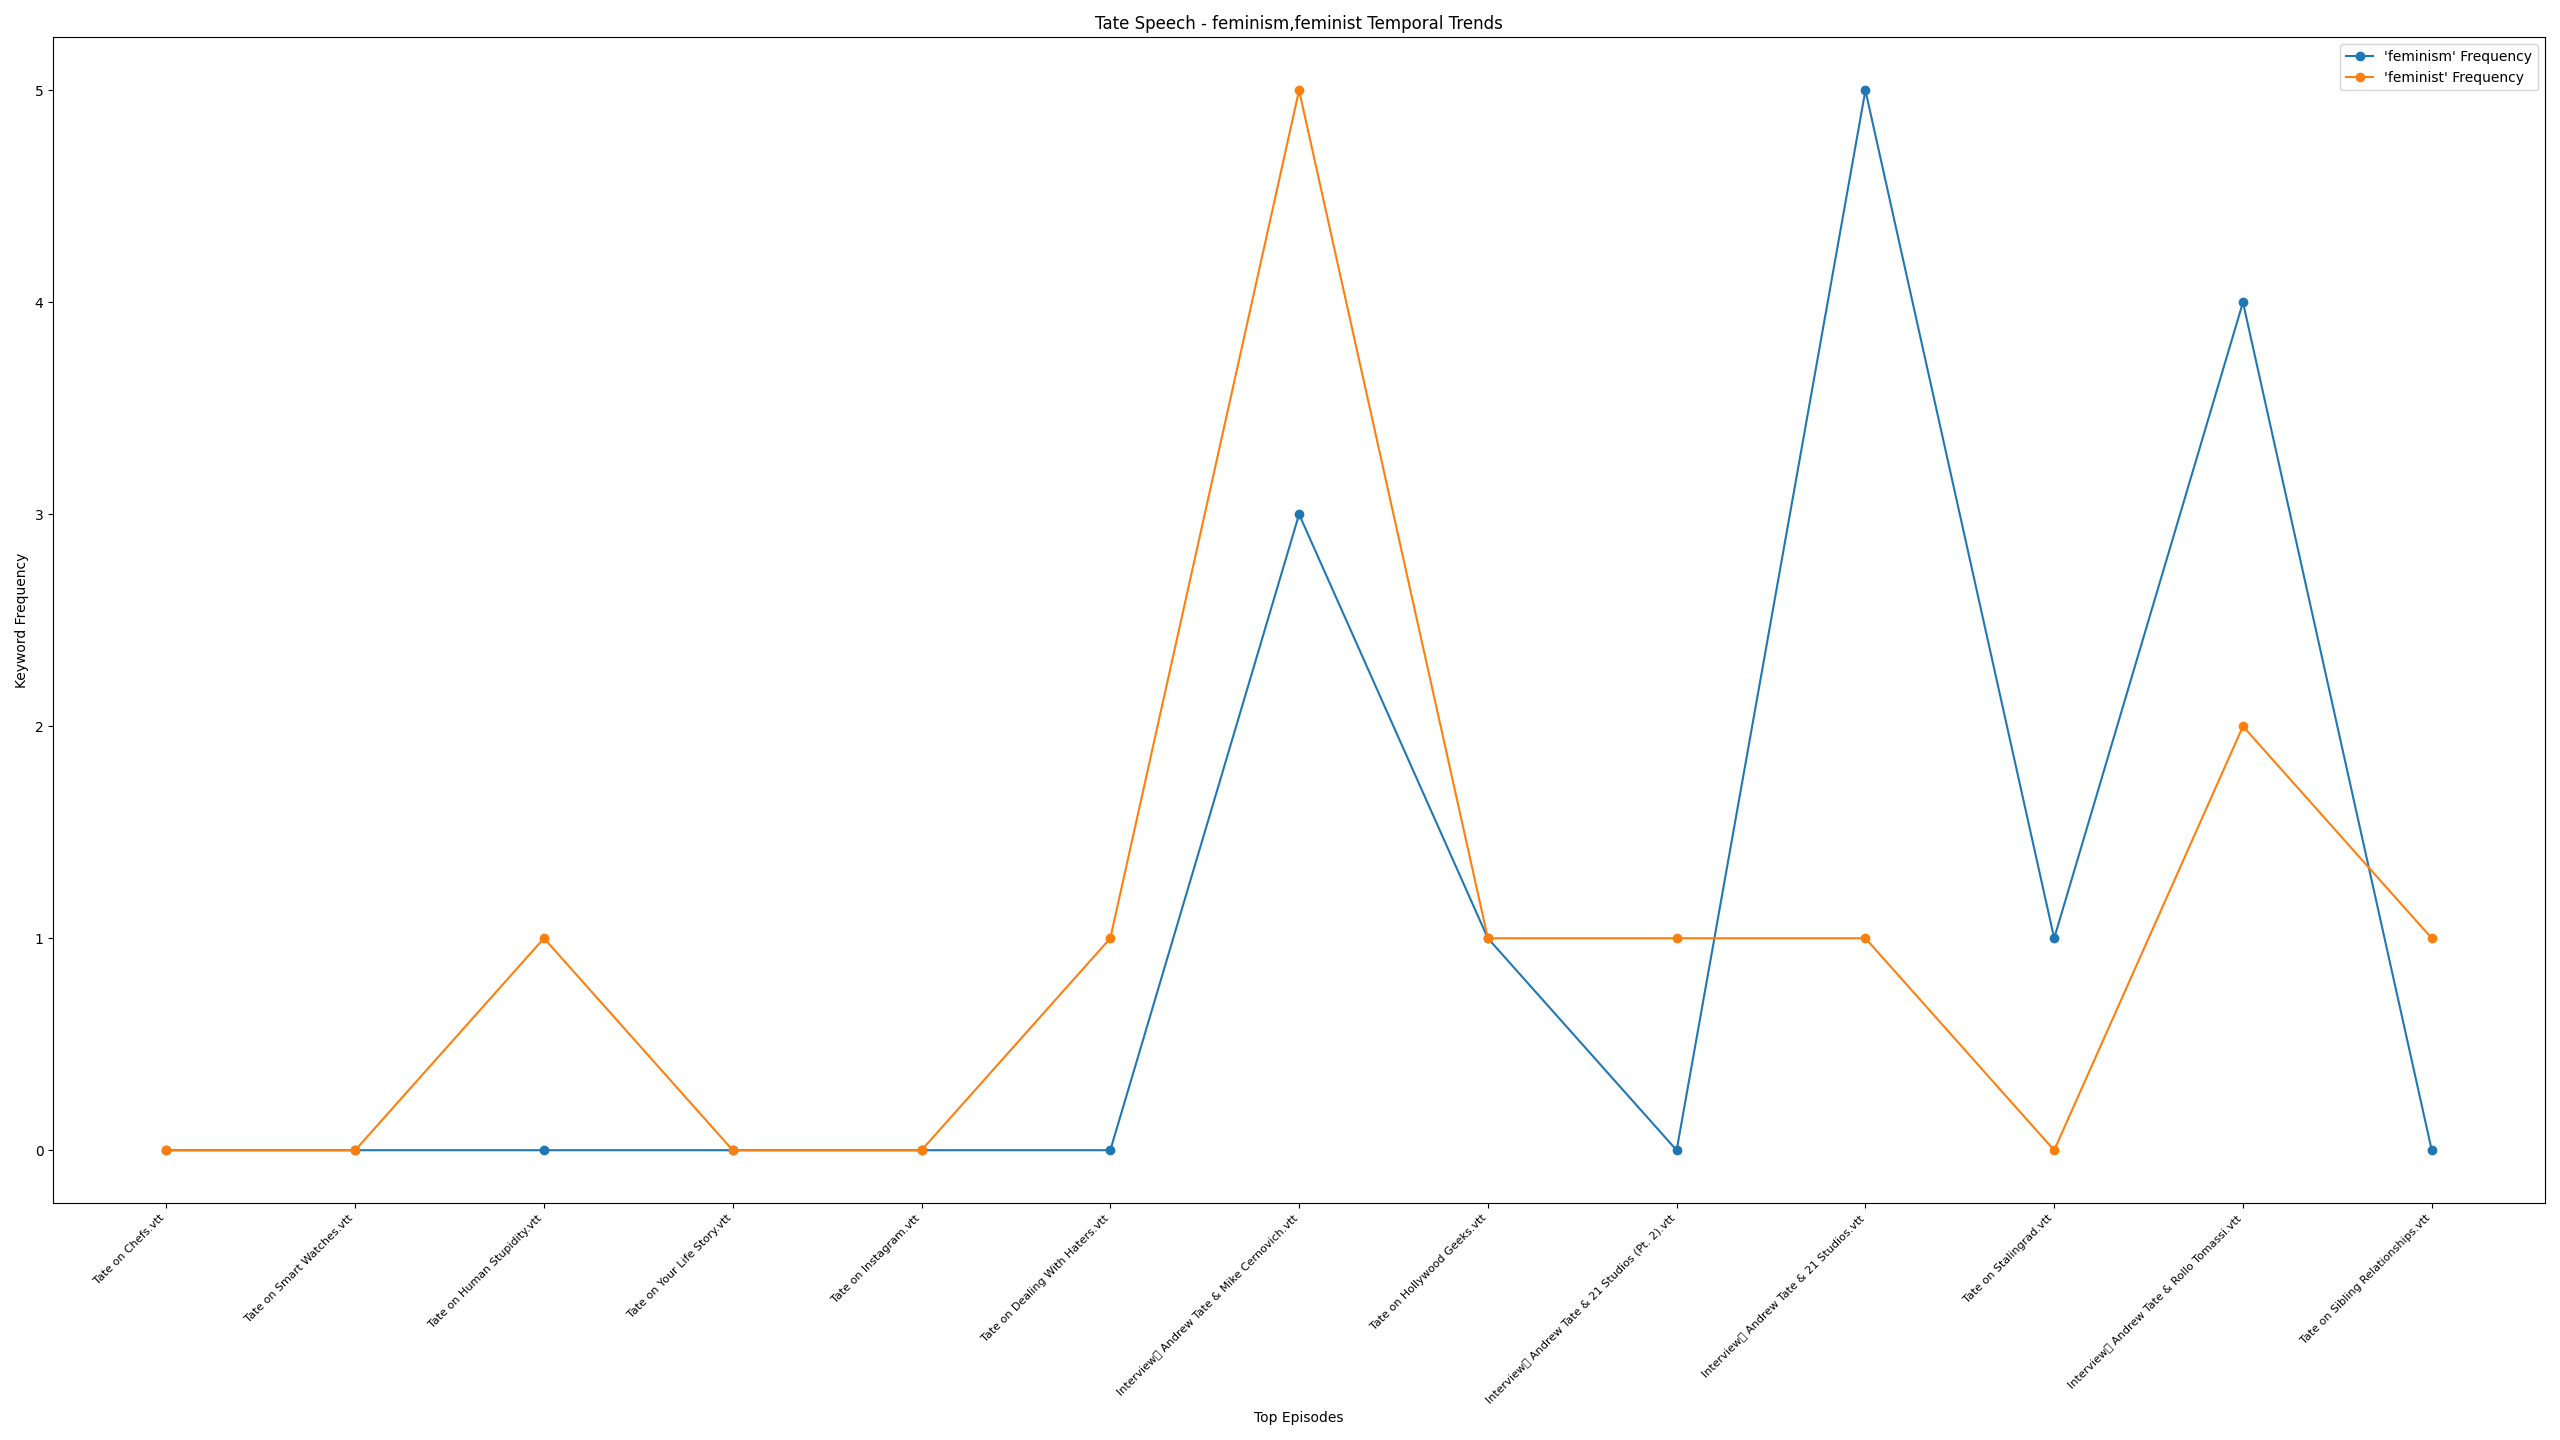 Tate Speech - feminism,feminist Temporal Trends
'feminism' Frequency
'feminist' Frequency
Keyword Frequency
5
4
3
2
1
0
Tate on Chefs.vtt
Tate on Smart Watches.vtt
Tate on Human Stupidity.vtt
Tate on Your Life Story.vtt
Tate on Instagram.vtt
Tate on Dealing With Haters.vtt
Interview▯ Andrew Tate & Mike Cernovich.vtt
Tate on Hollywood Geeks.vtt
Interview▯ Andrew Tate & 21 Studios (Pt. 2).vtt
Interview▯ Andrew Tate & 21 Studios.vtt
Tate on Stalingrad.vtt
Interview▯ Andrew Tate & Rollo Tomassi.vtt
Tate on Sibling Relationships.vtt
Top Episodes